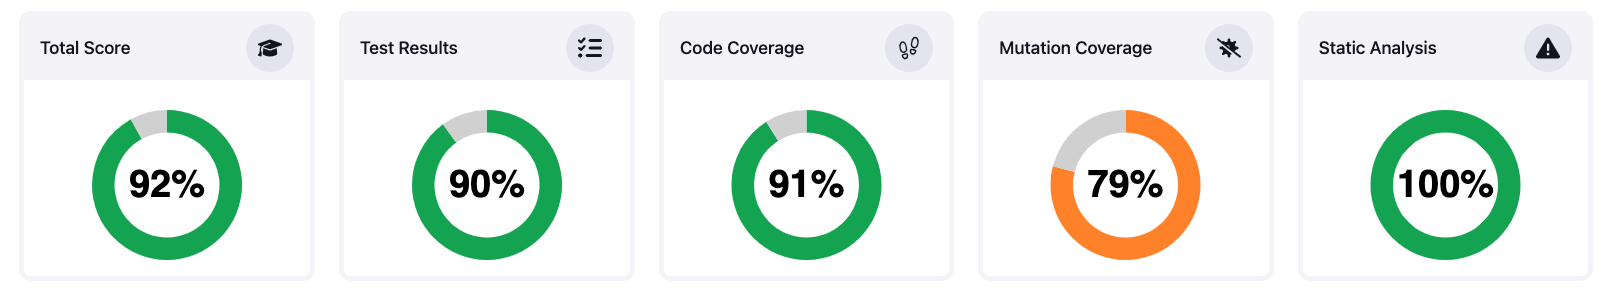 Total Score
92%
Test Results
90%
Code Coverage
91%
Mutation Coverage
79%
Static Analysis
100%